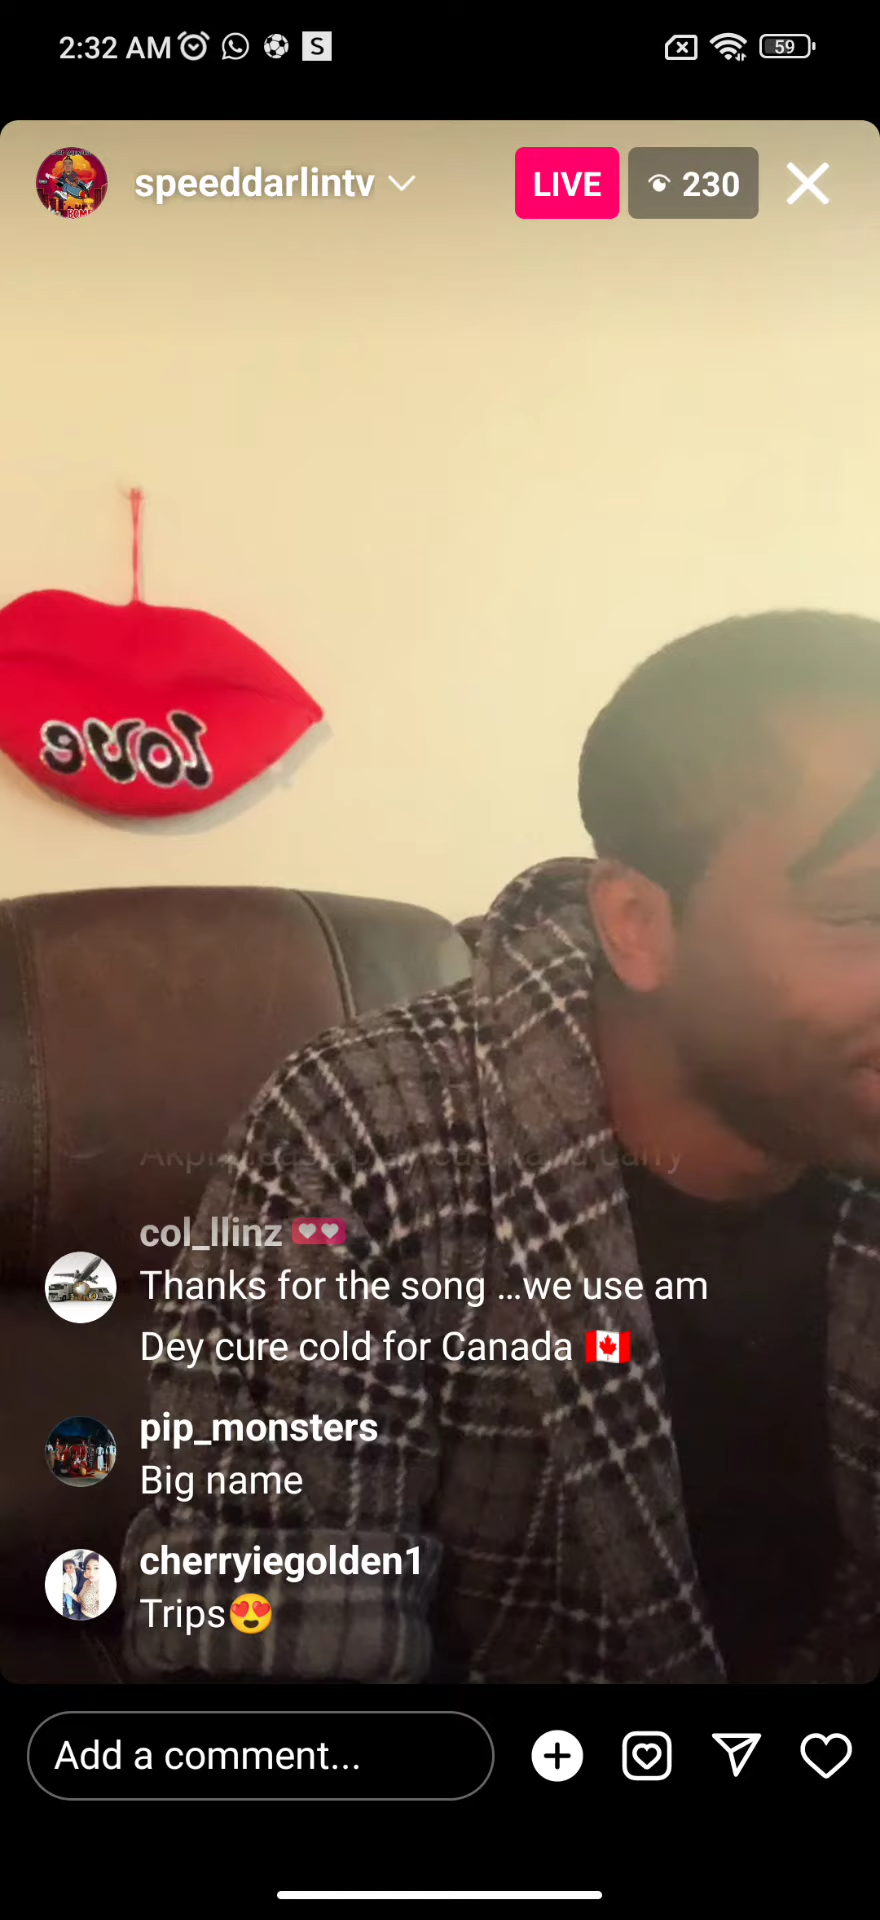 2:32 AM
S
59
speeddarlintv
LIVE
230
Love
col_llinz
Thanks for the song ...we use am
Dey cure cold for Canada 🇨🇦
pip_monsters
Big name
cherryiegolden1
Trips😍
Add a comment...